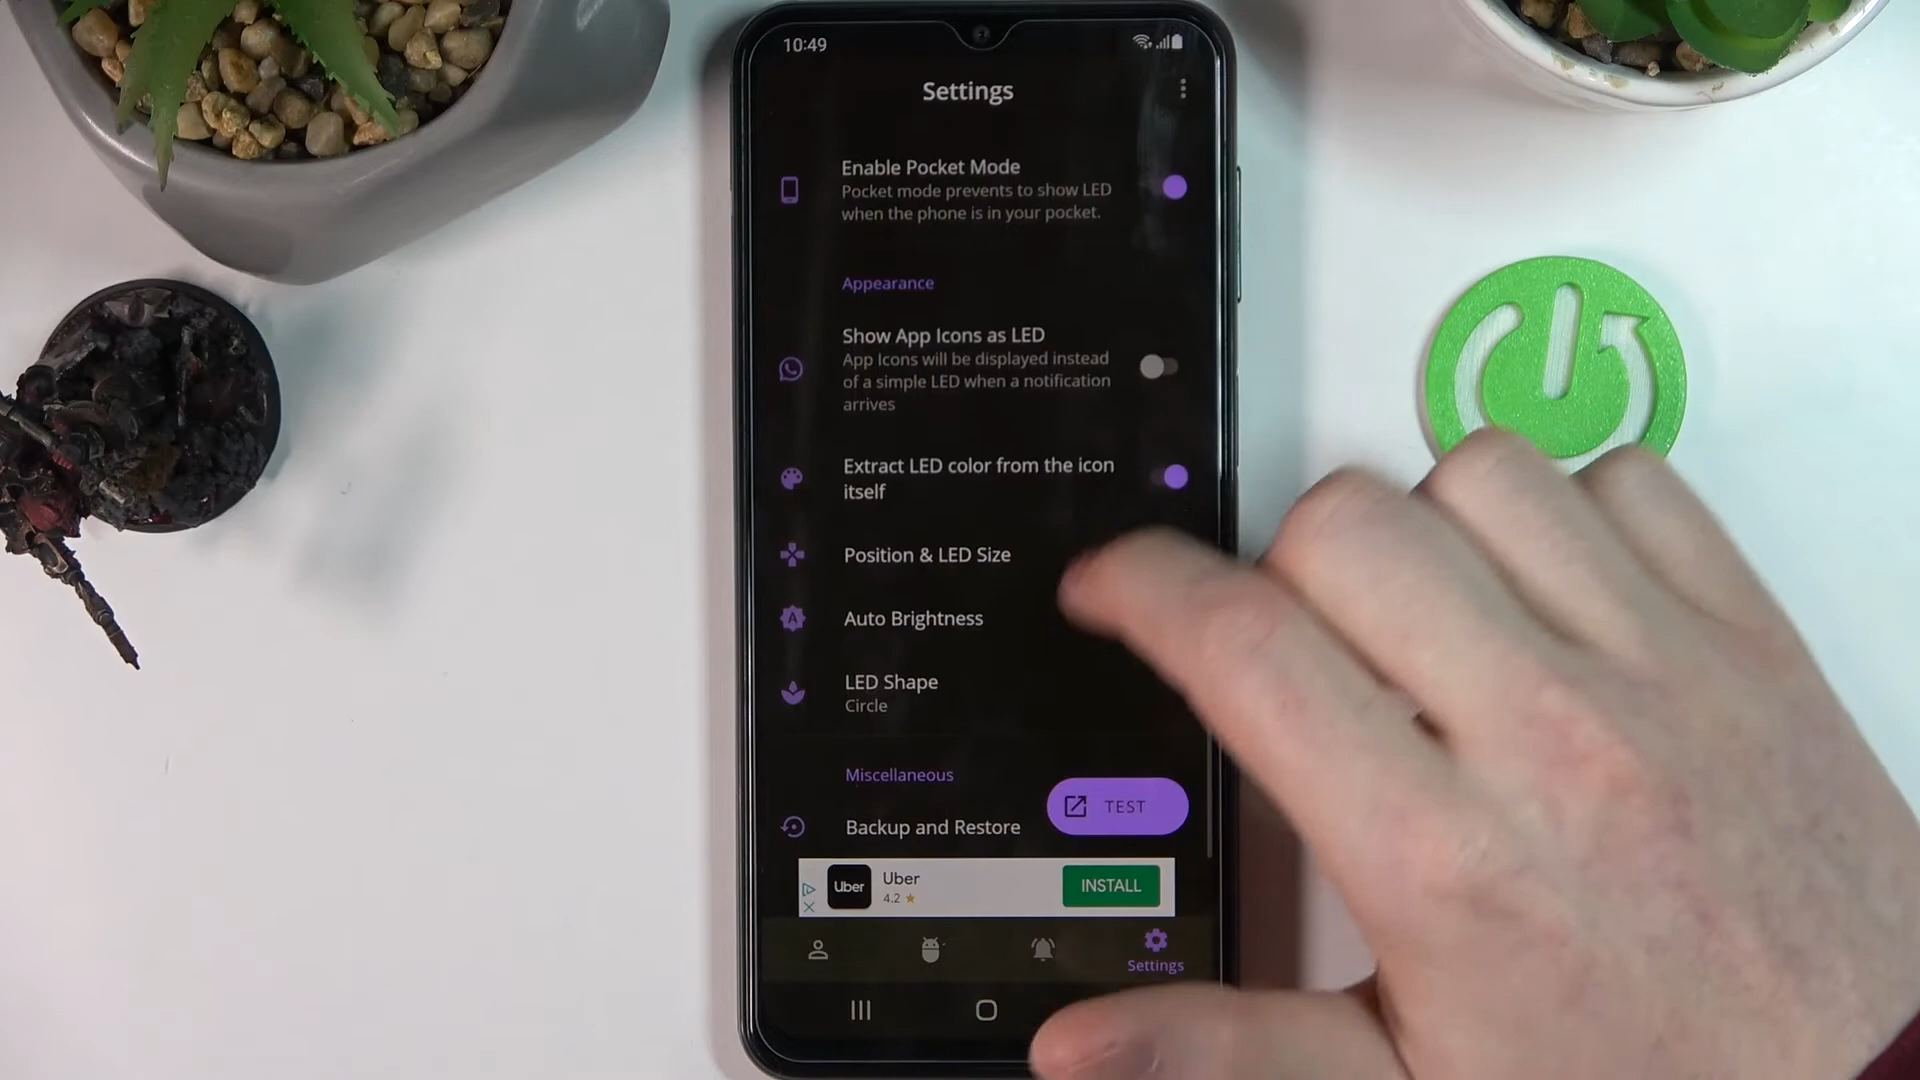 10:49
Settings
Enable Pocket Mode
Pocket mode prevents to show LED
when the phone is in your pocket.
Appearance
Show App Icons as LED
App Icons will be displayed instead
of a simple LED when a notification
arrives
Extract LED color from the icon
itself
Position & LED Size
Auto Brightness
LED Shape
Circle
Miscellaneous
TEST
Backup and Restore
Uber
Uber
4.2 ★
INSTALL
Settings